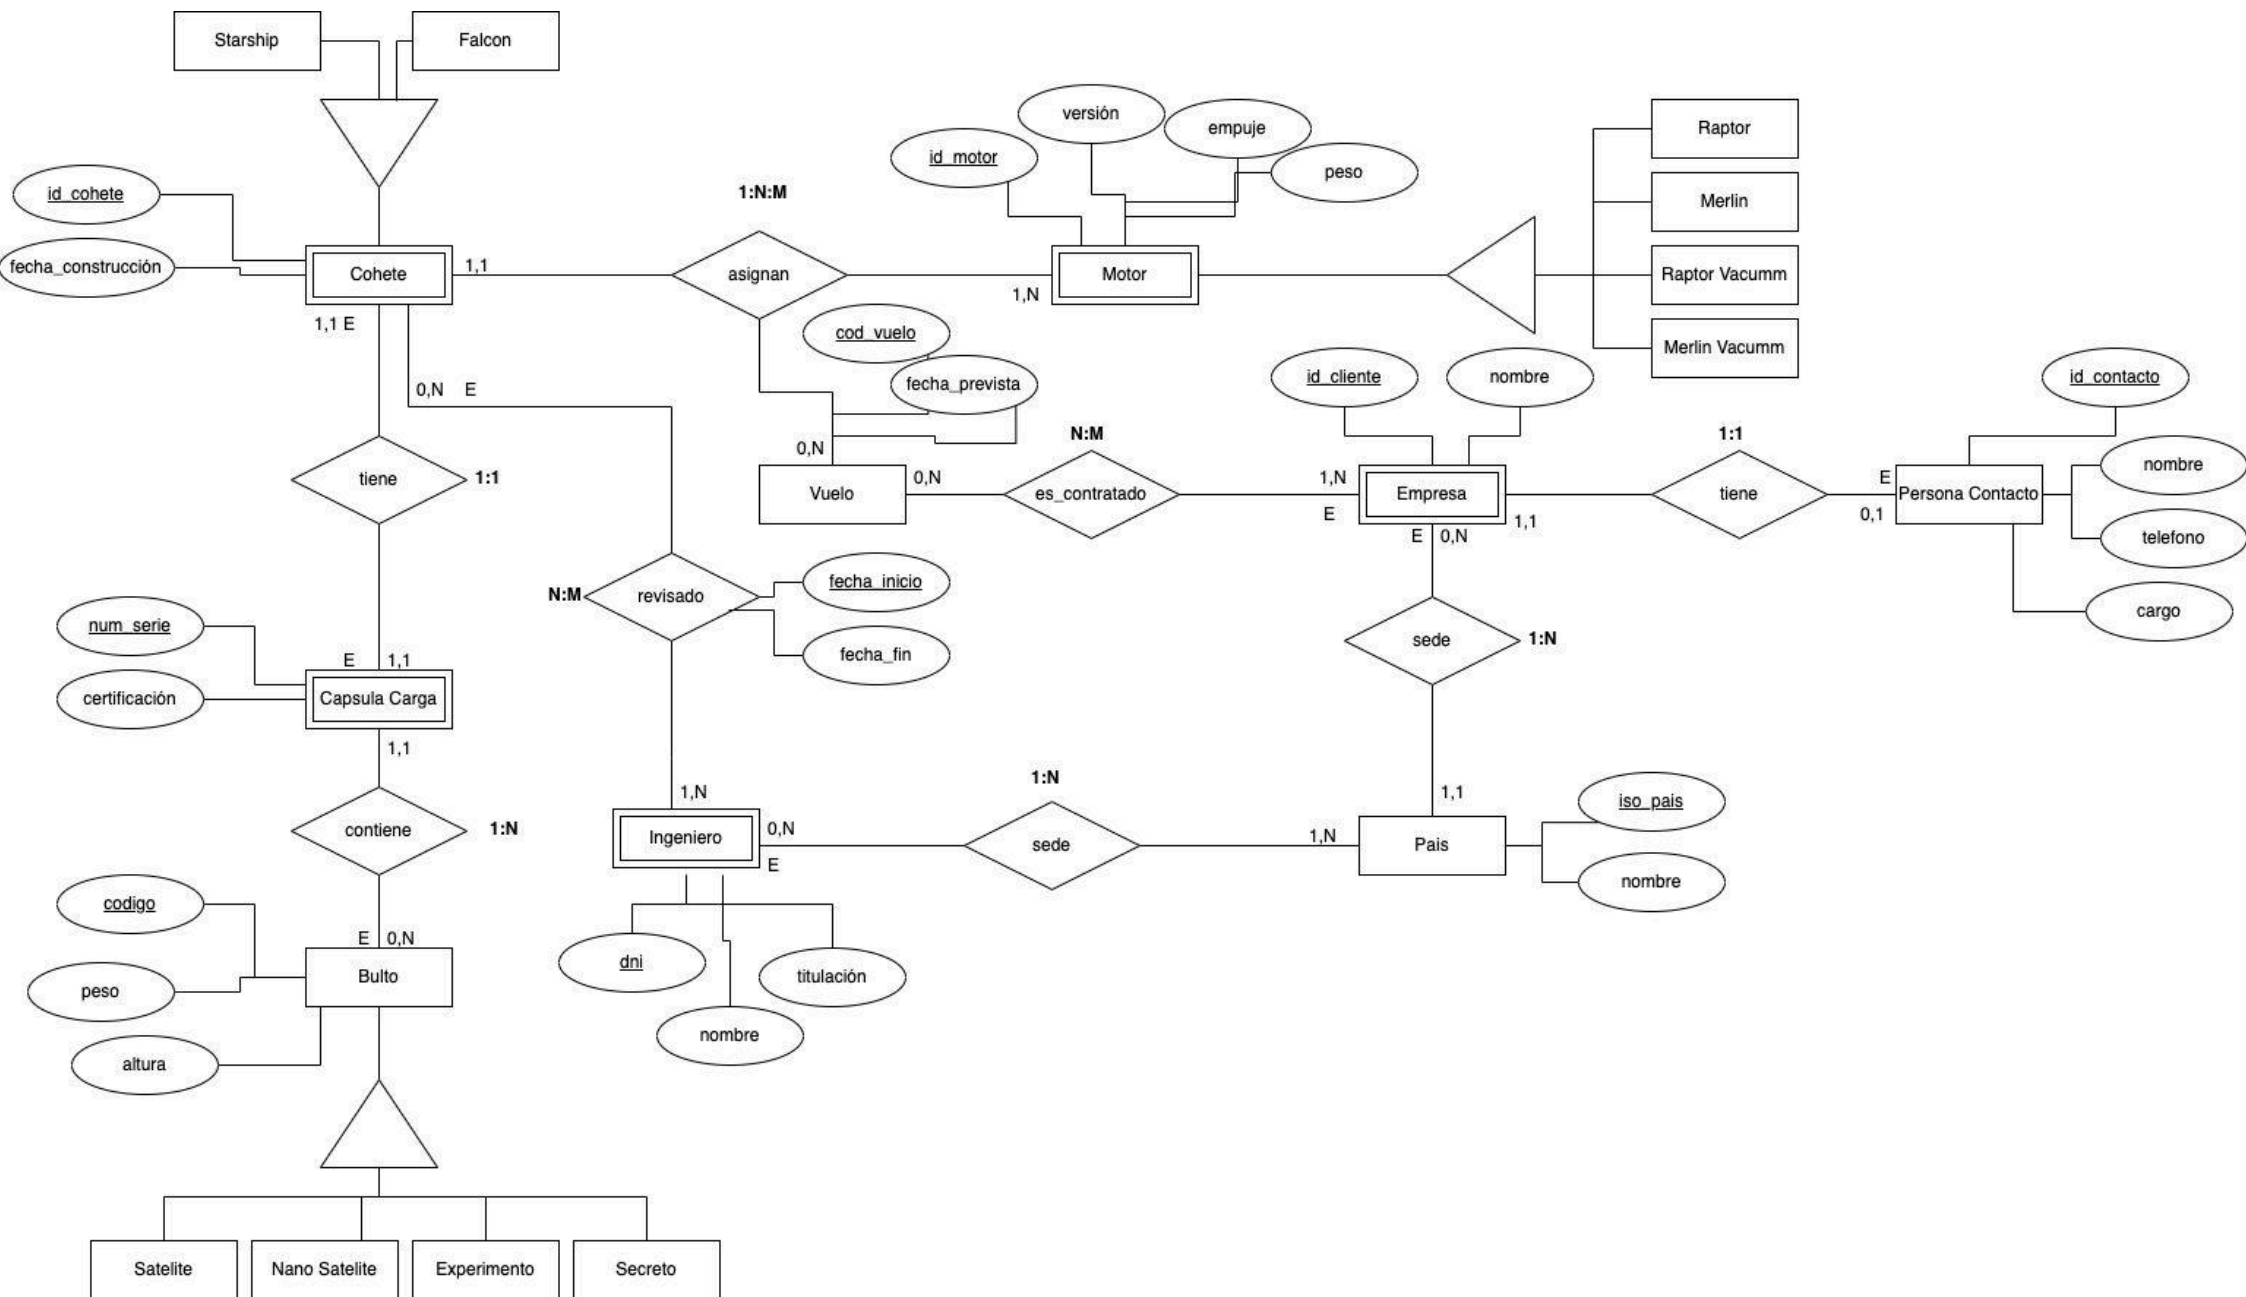 Starship
Falcon
versión
empuje
id_motor
peso
Raptor
Merlin
Raptor Vacumm
Merlin Vacumm
id_cohete
fecha_construcción
1:N:M
Cohete
1,1
asignan
Motor
1,N
1,1 E
0,N E
cod_vuelo
fecha_prevista
id_cliente
nombre
id_contacto
0,N
N:M
1:1
tiene
1:1
Vuelo
0,N
es_contratado
1,N
E
Empresa
1,1
tiene
E
0,1
Persona Contacto
nombre
telefono
E 0,N
N:M
revisado
fecha_inicio
fecha_fin
sede
1:N
cargo
num_serie
certificación
E 1,1
Capsula Carga
1,1
1,N
1:N
1,1
iso_pais
contiene
1:N
Ingeniero
0,N
E
sede
1,N
Pais
nombre
codigo
E 0,N
Bulto
peso
altura
dni
titulación
nombre
Satelite
Nano Satelite
Experimento
Secreto